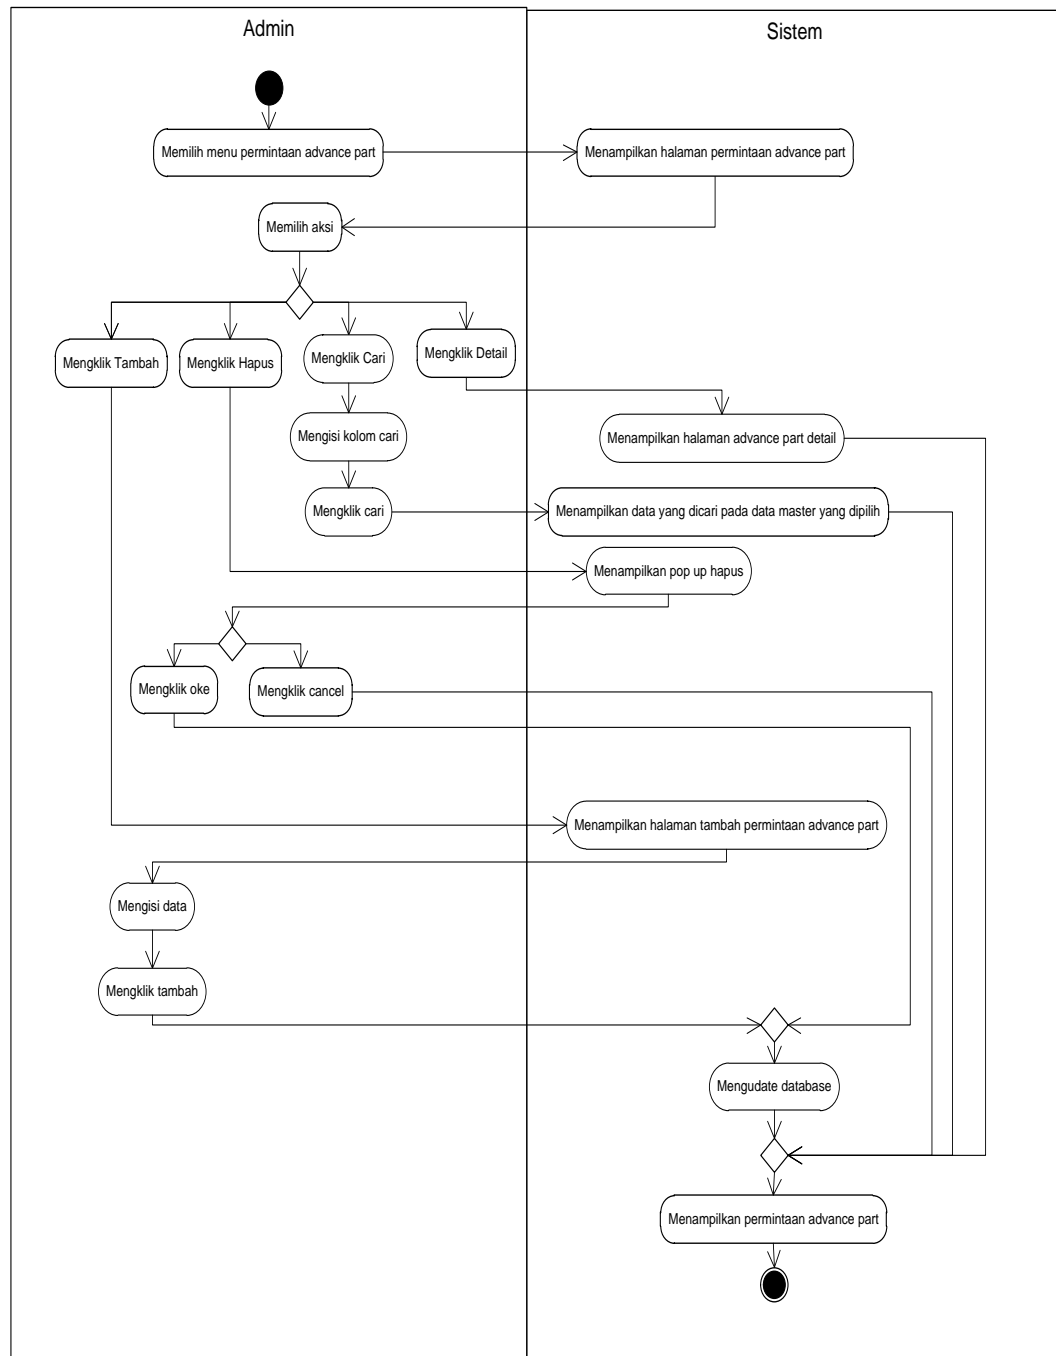 Admin
Sistem
Memilih menu permintaan advance part
Menampilkan halaman permintaan advance part
Memilih aksi
Mengklik Tambah
Mengklik Hapus
Mengklik Cari
Mengklik Detail
Mengisi kolom cari
Menampilkan halaman advance part detail
Mengklik cari
Menampilkan data yang dicari pada data master yang dipilih
Menampilkan pop up hapus
Mengklik oke
Mengklik cancel
Menampilkan halaman tambah permintaan advance part
Mengisi data
Mengklik tambah
Mengudate database
Menampilkan permintaan advance part